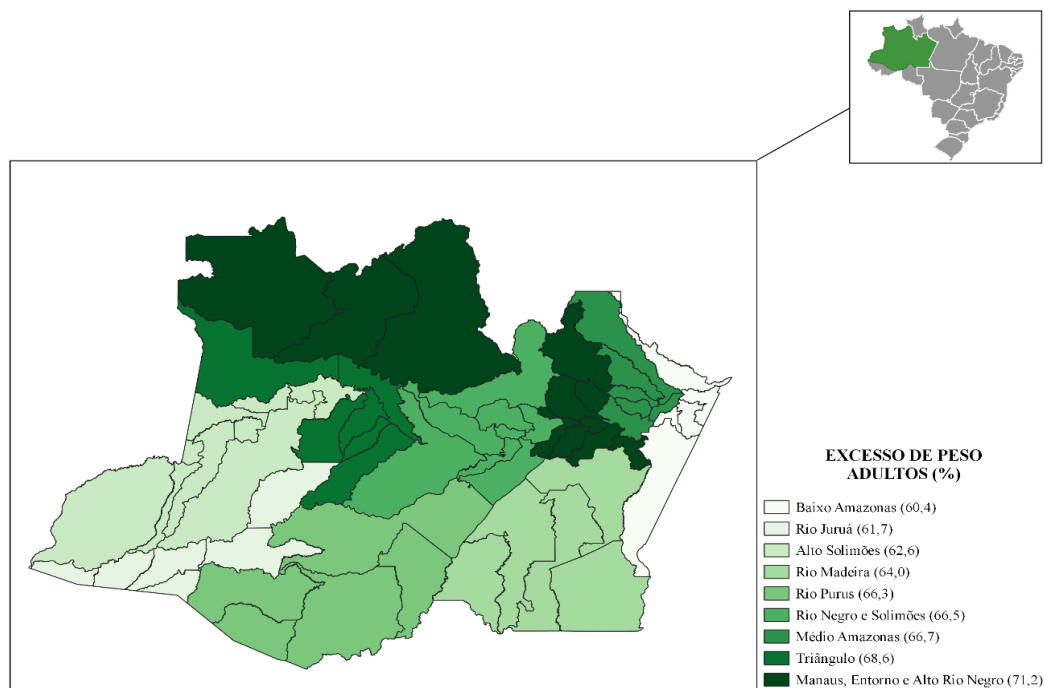 EXCESSO DE PESO
ADULTOS (%)
Baixo Amazonas (60,4)
Rio Juruá (61,7)
Alto Solimões (62,6)
Rio Madeira (64,0)
Rio Purus (66,3)
Rio Negro e Solimões (66,5)
Médio Amazonas (66,7)
Triângulo (68,6)
Manaus, Entorno e Alto Rio Negro (71,2)